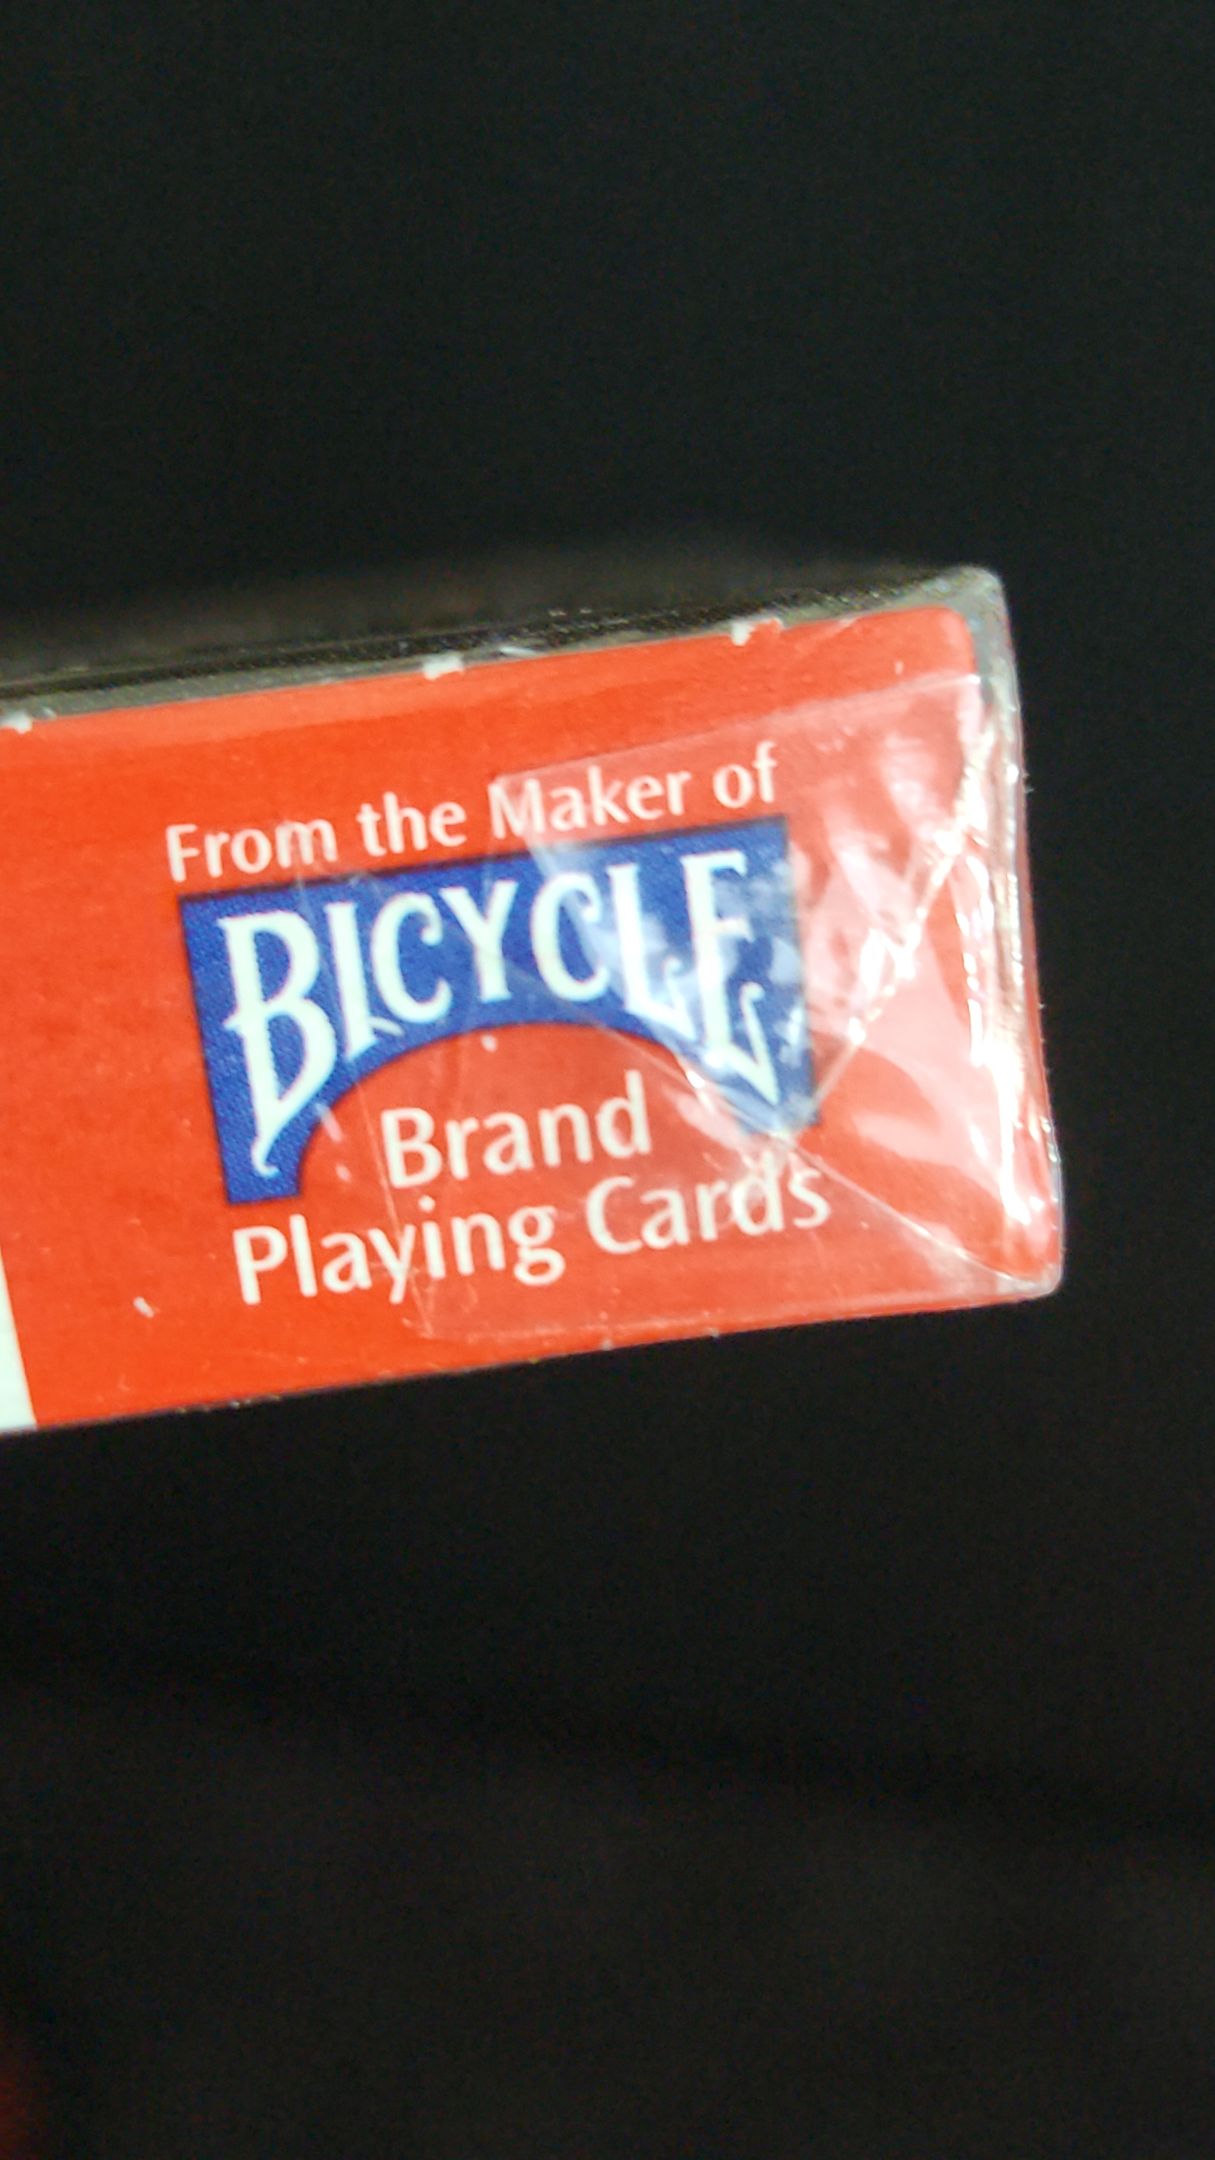 From the Maker of
BICYCLE
Brand
Playing Cards